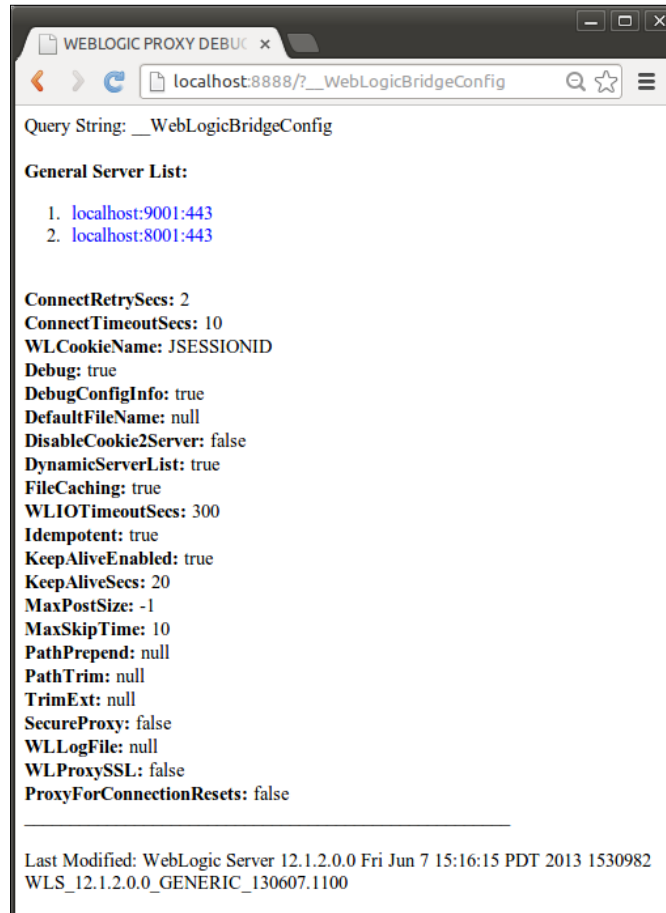 WEBLOGIC PROXY DEBUG
localhost:8888/?__WebLogicBridgeConfig
Query String: __WebLogicBridgeConfig
General Server List:
1. localhost:9001:443
2. localhost:8001:443
ConnectRetrySecs: 2
ConnectTimeoutSecs: 10
WLCookieName: JSESSIONID
Debug: true
DebugConfigInfo: true
DefaultFileName: null
DisableCookie2Server: false
DynamicServerList: true
FileCaching: true
WLIOTimeoutSecs: 300
Idempotent: true
KeepAliveEnabled: true
KeepAliveSecs: 20
MaxPostSize: -1
MaxSkipTime: 10
PathPrepend: null
PathTrim: null
TrimExt: null
SecureProxy: false
WLLogFile: null
WLProxySSL: false
ProxyForConnectionResets: false
Last Modified: WebLogic Server 12.1.2.0.0 Fri Jun 7 15:16:15 PDT 2013 1530982
WLS_12.1.2.0.0_GENERIC_130607.1100